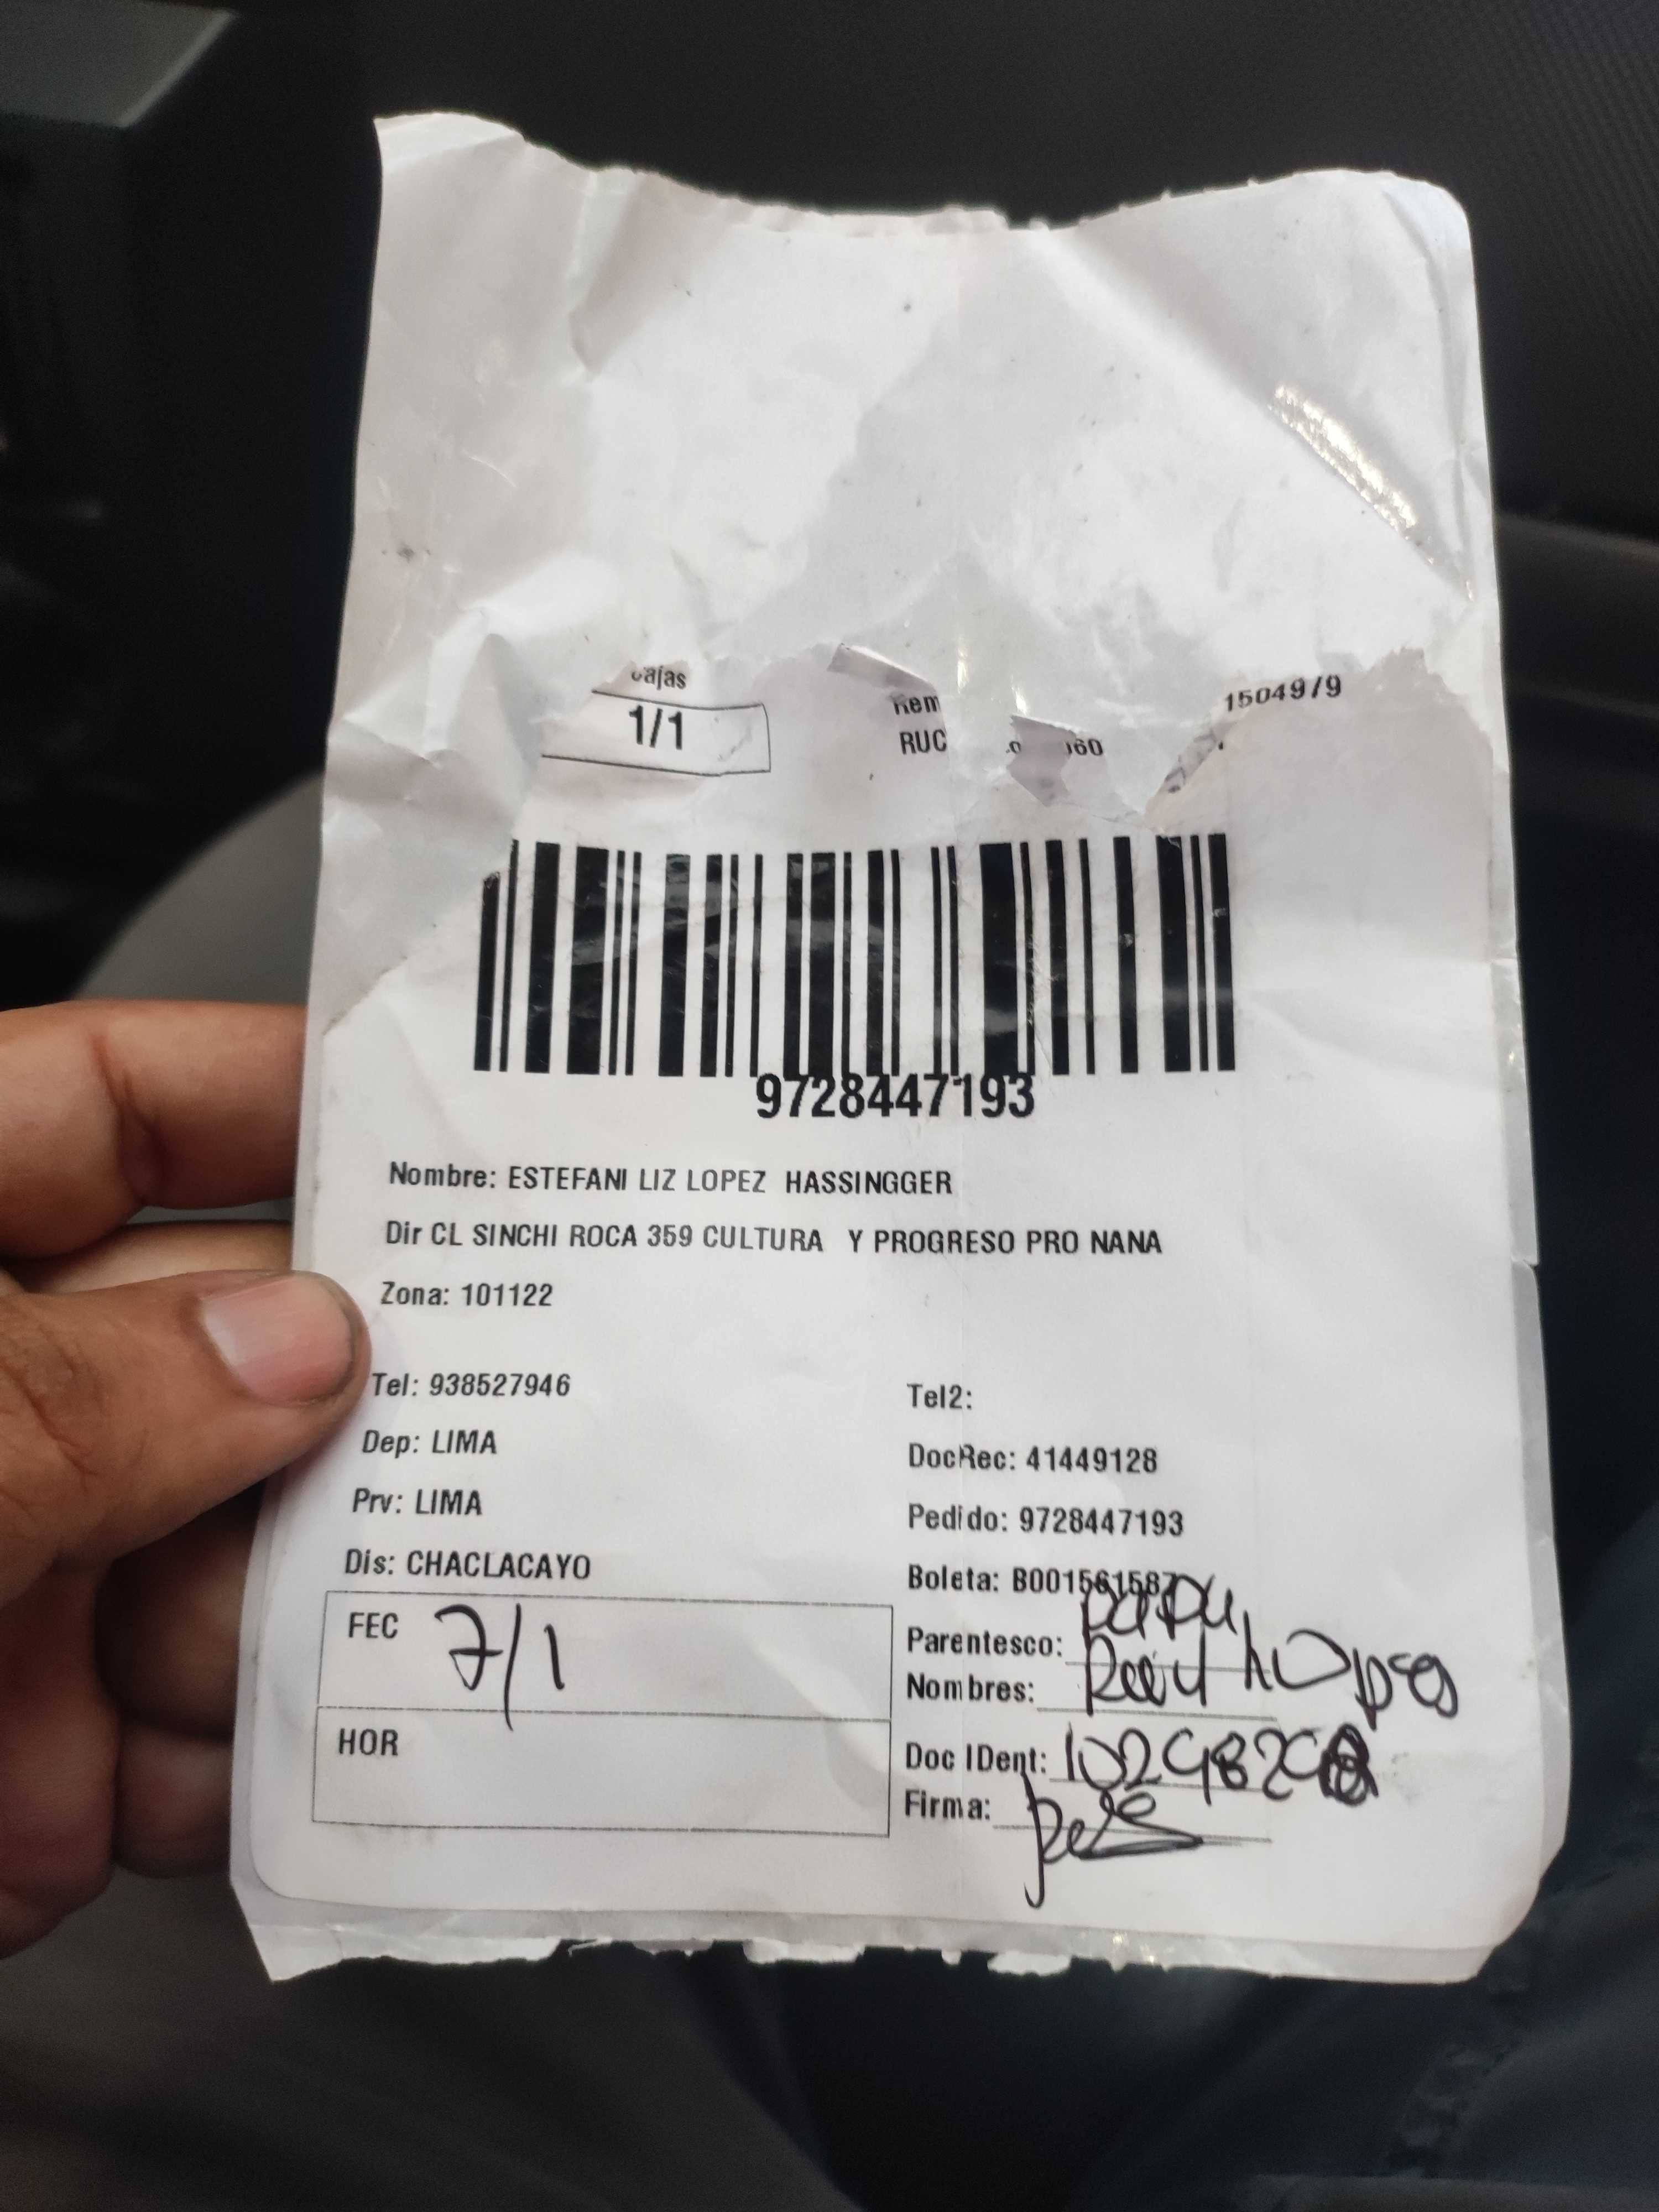 1/1
RUC
9728447193
Nombre: ESTEFANI LIZ LOPEZ HASSINGGER
Dir CL SINCHI ROCA 359 CULTURA Y PROGRESO PRO NANA
Zona: 101122
Tel: 938527946
Tel2:
Dep: LIMA
DocRec: 41449128
Prv: LIMA
Pedido: 9728447193
Dis: CHACLACAYO
Boleta: B001561587
FEC 7/1
Parentesco: papa
Nombres:
HOR
Doc IDent:
Firma: